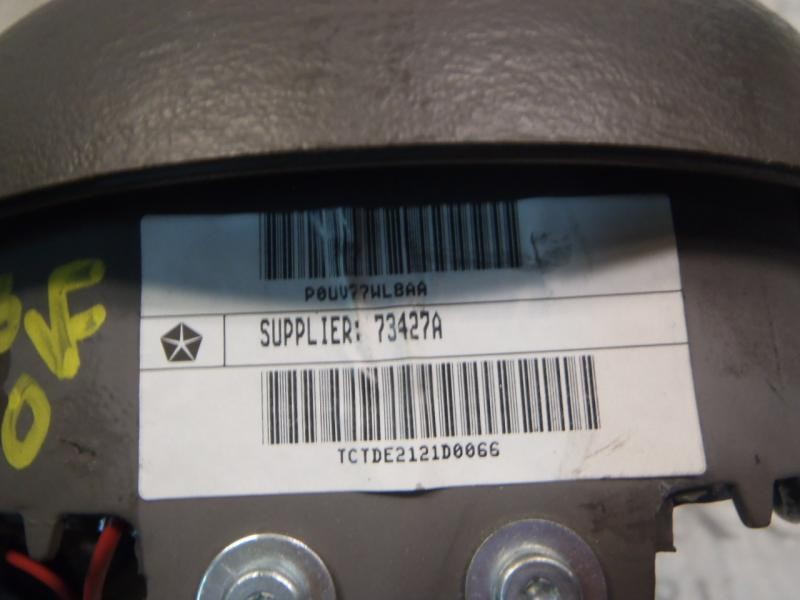 P0UV77WL8AA
SUPPLIER: 73427A
TCTDE2121D0066